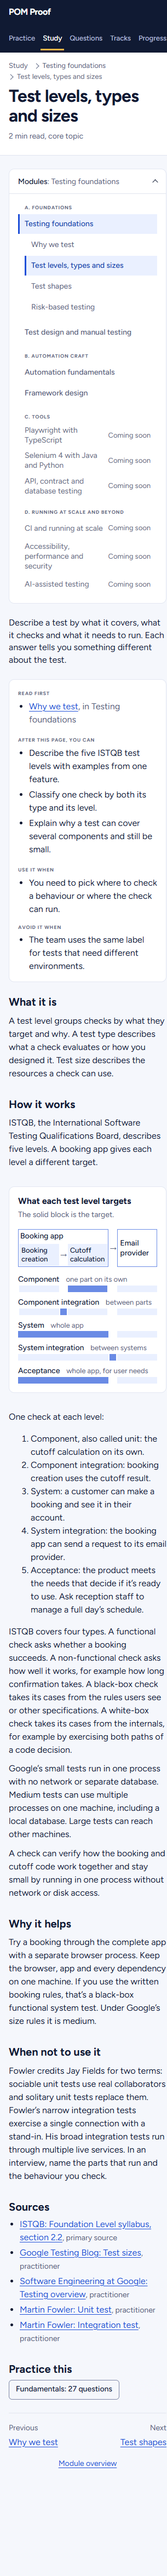 POM Proof
Practice Study Questions Tracks Progress
Study > Testing foundations
> Test levels, types and sizes
Test levels, types
and sizes
2 min read, core topic
Modules: Testing foundations
A. FOUNDATIONS
Testing foundations
Why we test
Test levels, types and sizes
Test shapes
Risk-based testing
Test design and manual testing
B. AUTOMATION CRAFT
Automation fundamentals
Framework design
C. TOOLS
Playwright with
TypeScript
Coming soon
Selenium 4 with Java
and Python
Coming soon
API, contract and
database testing
Coming soon
D. RUNNING AT SCALE AND BEYOND
CI and running at scale Coming soon
Accessibility,
performance and
security
Coming soon
AI-assisted testing Coming soon
Describe a test by what it covers, what
it checks and what it needs to run. Each
answer tells you something different
about the test.
READ FIRST
• Why we test, in Testing
foundations
AFTER THIS PAGE, YOU CAN
• Describe the five ISTQB test
levels with examples from one
feature.
• Classify one check by both its
type and its level.
• Explain why a test can cover
several components and still be
small.
USE IT WHEN
• You need to pick where to check
a behaviour or where the check
can run.
AVOID IT WHEN
• The team uses the same label
for tests that need different
environments.
What it is
A test level groups checks by what they
target and why. A test type describes
what a check evaluates or how you
designed it. Test size describes the
resources a check can use.
How it works
ISTQB, the International Software
Testing Qualifications Board, describes
five levels. A booking app gives each
level a different target.
What each test level targets
The solid block is the target.
Booking app
Booking
creation
→
Cutoff
calculation
→
Email
provider
Component one part on its own
Component integration between parts
System whole app
System integration between systems
Acceptance whole app, for user needs
One check at each level:
1. Component, also called unit: the
cutoff calculation on its own.
2. Component integration: booking
creation uses the cutoff result.
3. System: a customer can make a
booking and see it in their
account.
4. System integration: the booking
app can send a request to its email
provider.
5. Acceptance: the product meets
the needs that decide if it's ready
to use. Ask reception staff to
manage a full day's schedule.
ISTQB covers four types. A functional
check asks whether a booking
succeeds. A non-functional check asks
how well it works, for example how long
confirmation takes. A black-box check
takes its cases from the rules users see
or other specifications. A white-box
check takes its cases from the internals,
for example by exercising both paths of
a code decision.
Google's small tests run in one process
with no network or separate database.
Medium tests can use multiple
processes on one machine, including a
local database. Large tests can reach
other machines.
A check can verify how the booking and
cutoff code work together and stay
small by running in one process without
network or disk access.
Why it helps
Try a booking through the complete app
with a separate browser process. Keep
the browser, app and every dependency
on one machine. If you use the written
booking rules, that's a black-box
functional system test. Under Google's
size rules it is medium.
When not to use it
Fowler credits Jay Fields for two terms:
sociable unit tests use real collaborators
and solitary unit tests replace them.
Fowler's narrow integration tests
exercise a single connection with a
stand-in. His broad integration tests run
through multiple live services. In an
interview, name the parts that run and
the behaviour you check.
Sources
• ISTQB: Foundation Level syllabus,
section 2.2, primary source
• Google Testing Blog: Test sizes,
practitioner
• Software Engineering at Google:
Testing overview, practitioner
• Martin Fowler: Unit test, practitioner
• Martin Fowler: Integration test,
practitioner
Practice this
Fundamentals: 27 questions
Previous Next
Why we test Test shapes
Module overview